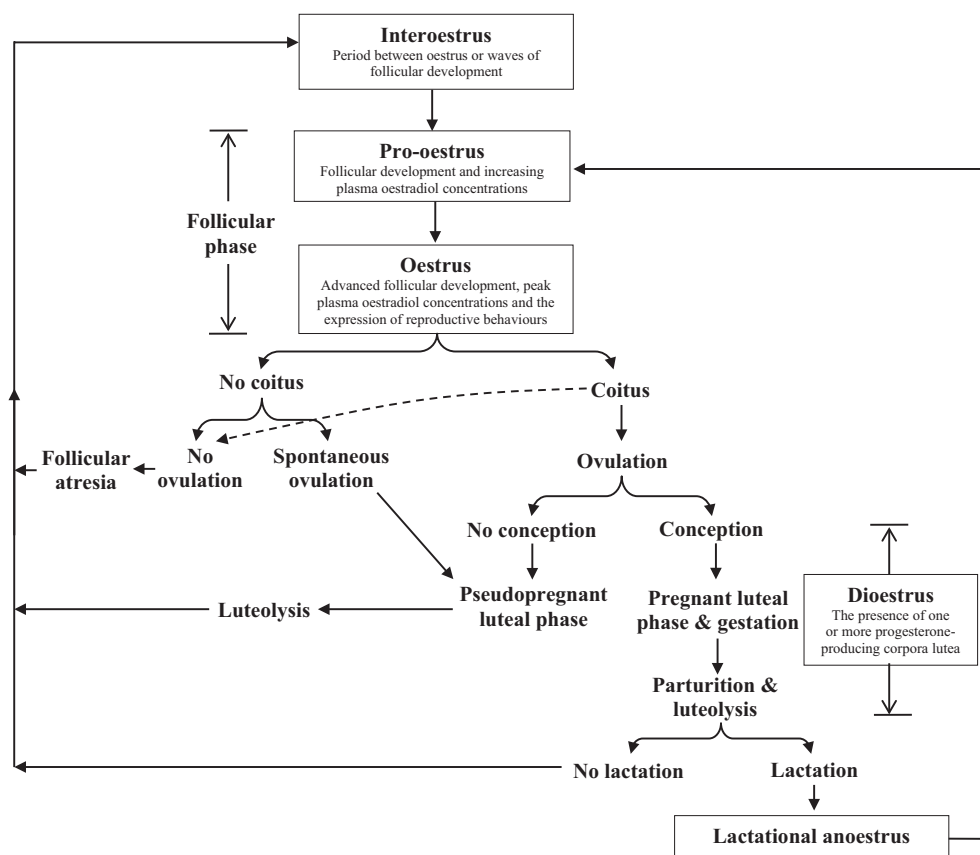 Interoestrus
Period between oestrus or waves of
follicular development
Pro-oestrus
Follicular development and increasing
plasma oestradiol concentrations
Follicular
phase
Oestrus
Advanced follicular development, peak
plasma oestradiol concentrations and the
expression of reproductive behaviours
No coitus
Coitus
Follicular
atresia
No
ovulation
Spontaneous
ovulation
Ovulation
No conception
Conception
Luteolysis
Pseudopregnant
luteal phase
Pregnant luteal
phase & gestation
Dioestrus
The presence of one
or more progesterone-
producing corpora lutea
Parturition &
luteolysis
No lactation
Lactation
Lactational anoestrus